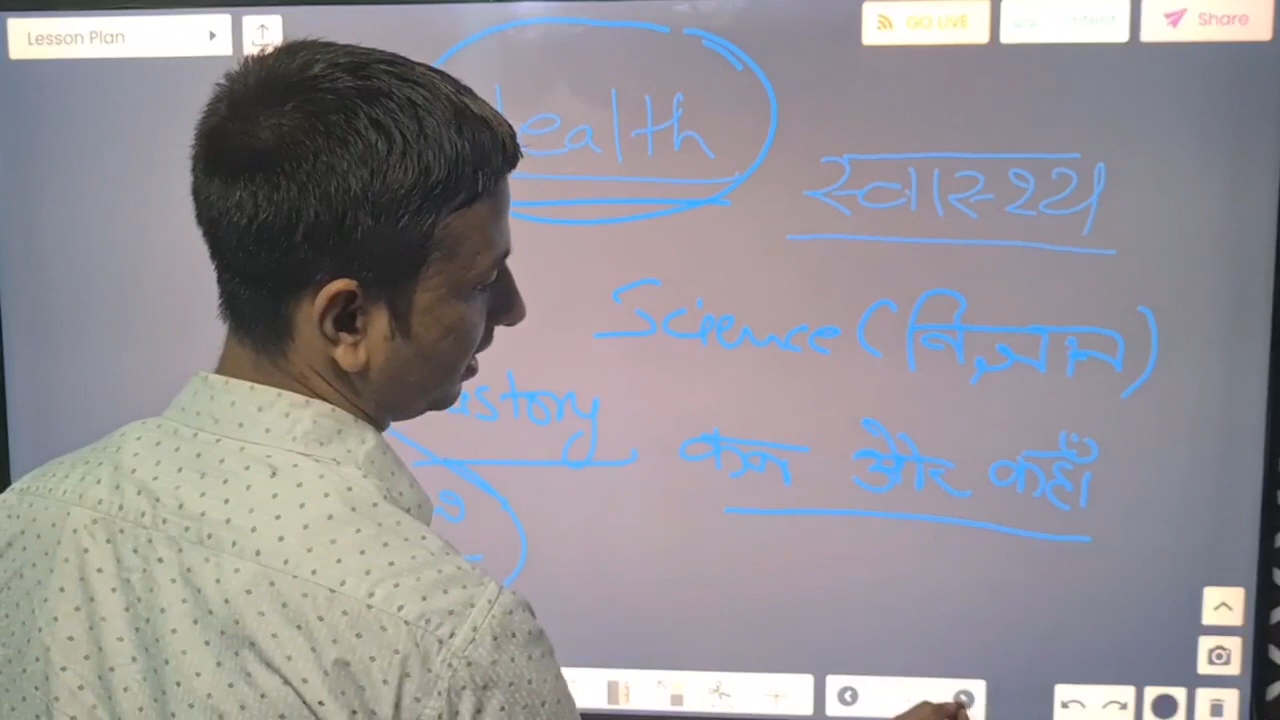 Lesson Plan
GO LIVE
Share
ealth
स्वास्थ्य
Science (विज्ञान)
story
कब और कहाँ